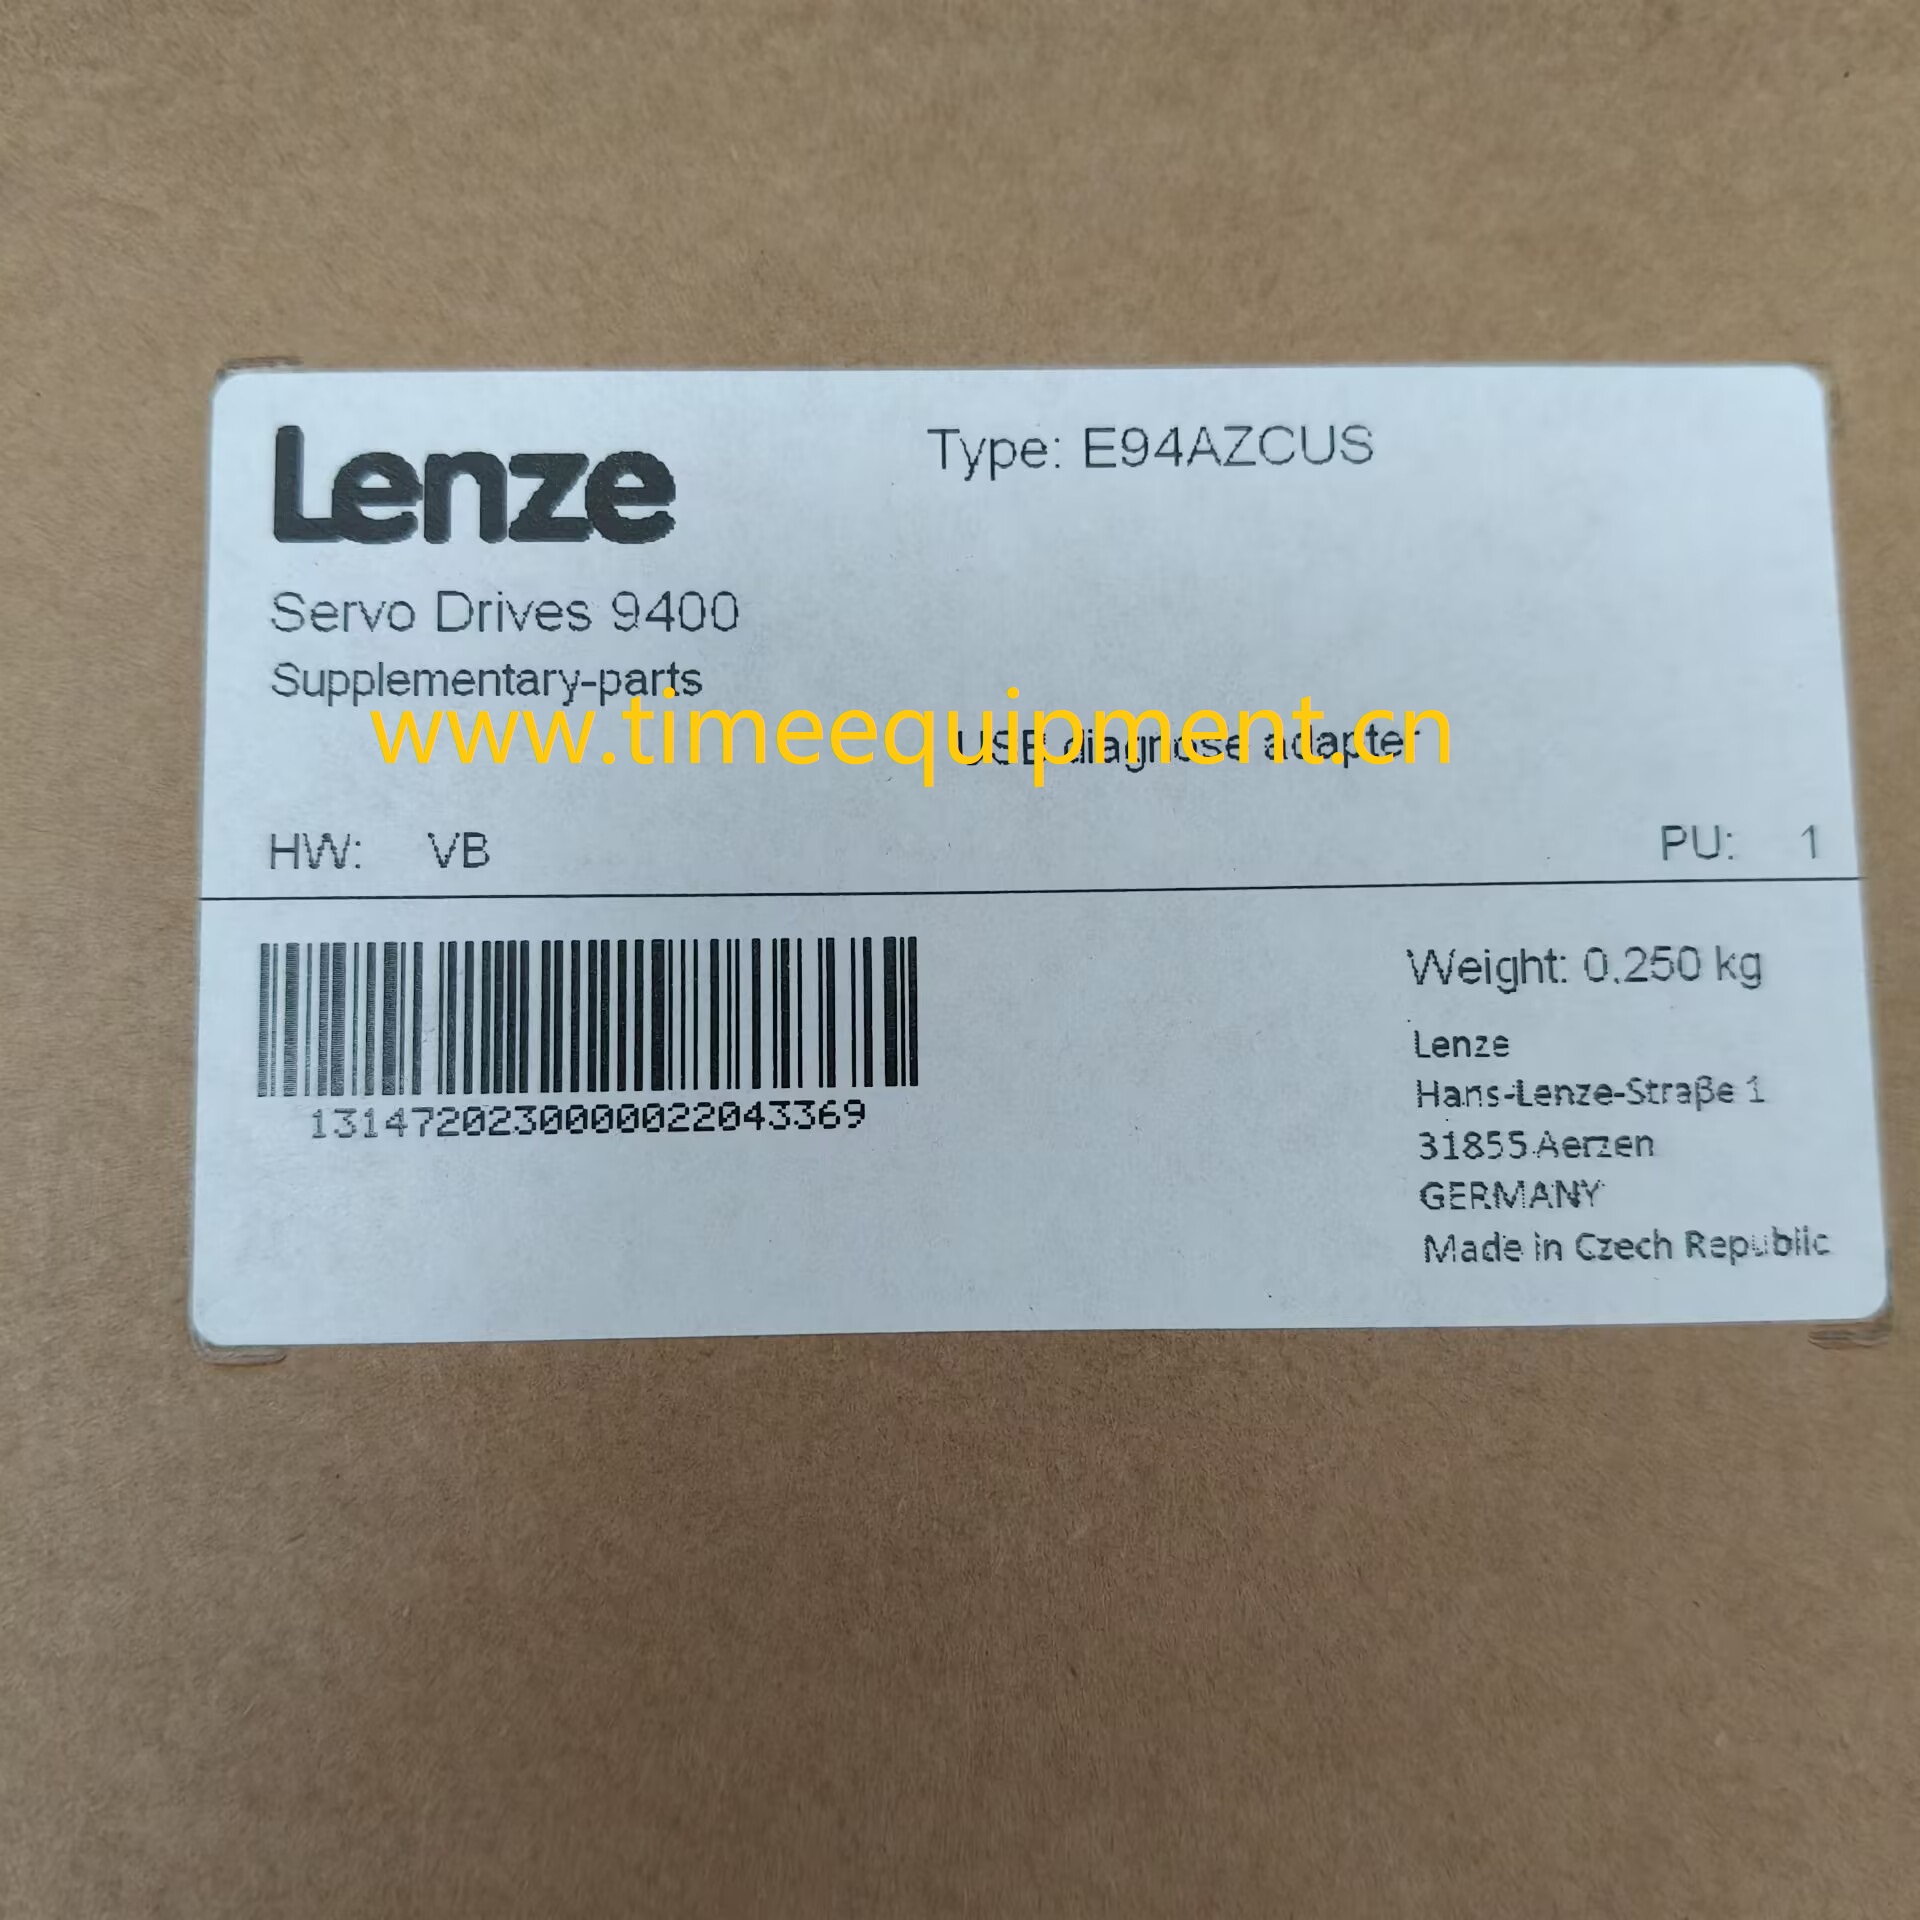 Lenze
Type: E94AZCUS
Servo Drives 9400
Supplementary-parts
www.timeequipment.cn
USB diagnose adapter
HW: VB
PU: 1
13147202300000022043369
Weight: 0.250 kg
Lenze
Hans-Lenze-Straße 1
31855 Aerzen
GERMANY
Made in Czech Republic